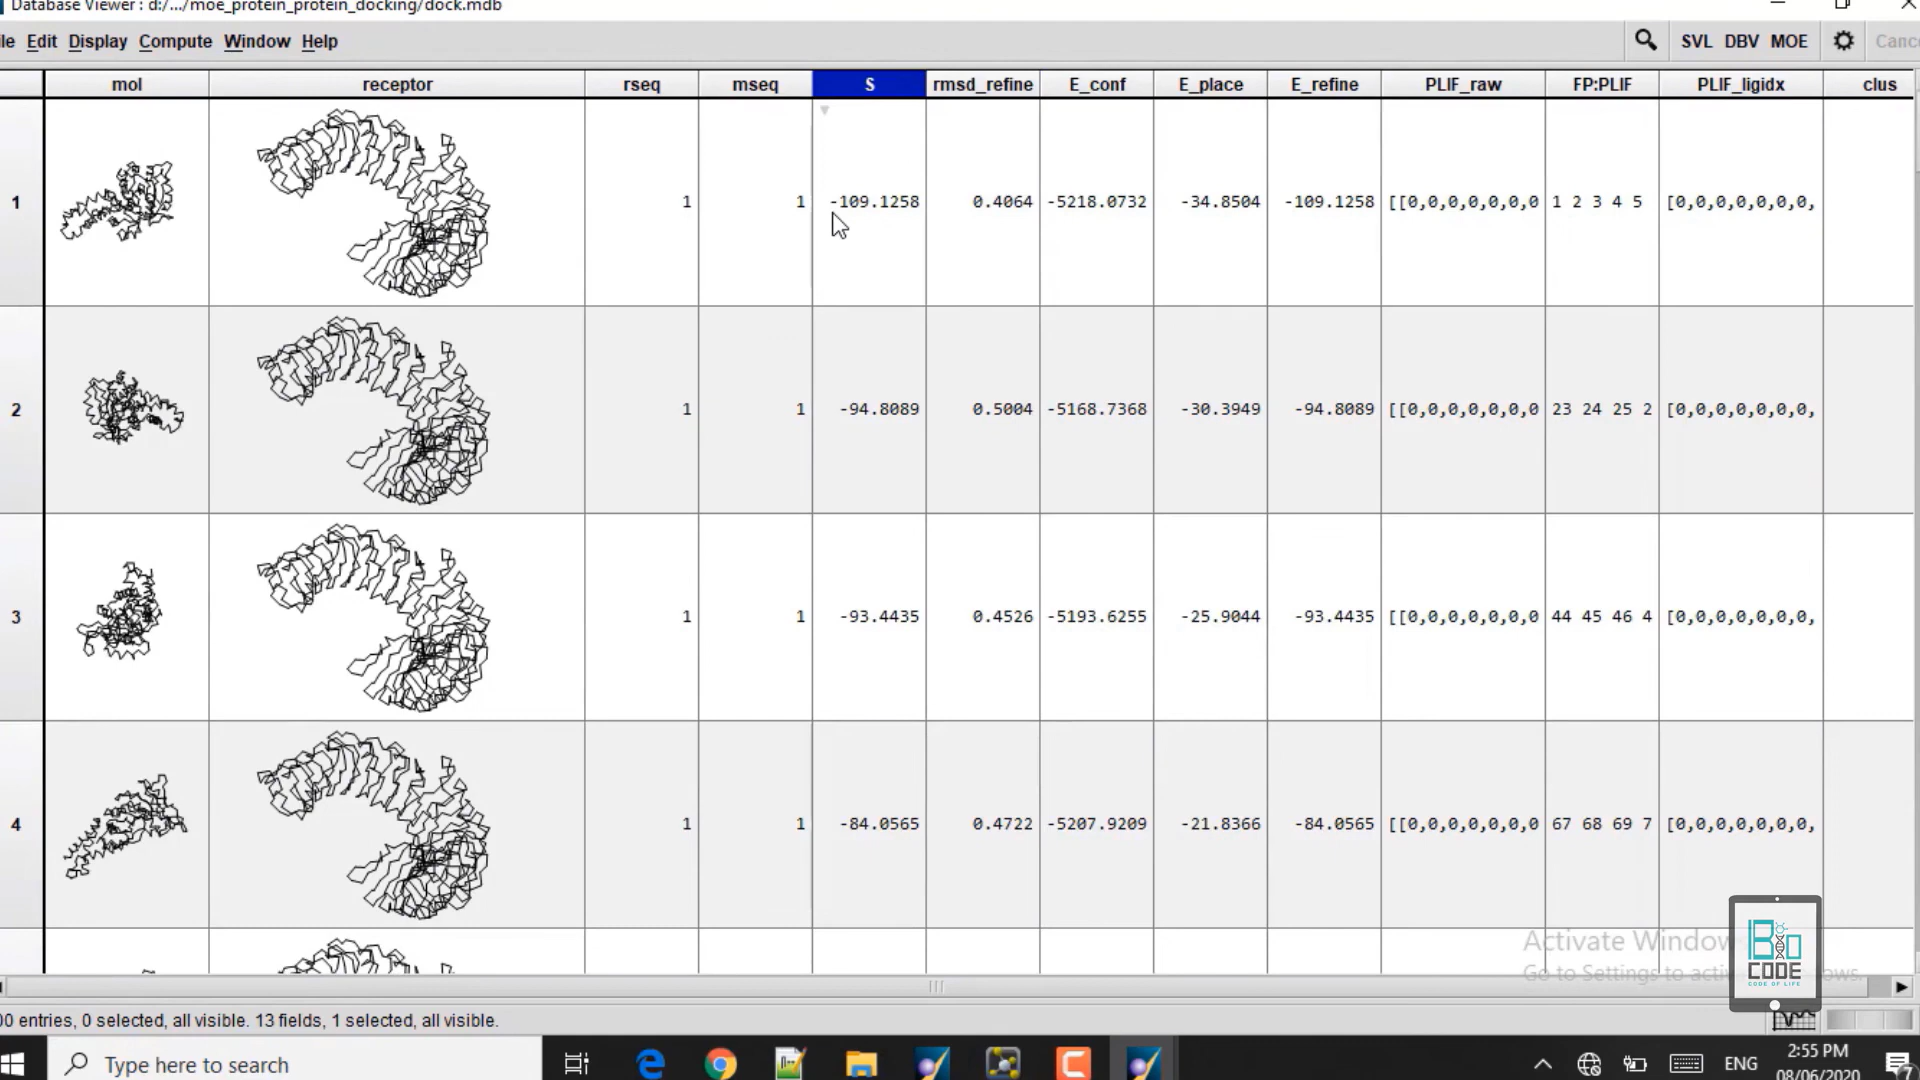 Database Viewer : d:/.../moe_protein_protein_docking/dock.mdb
Edit Display Compute Window Help SVL DBV MOE
mol receptor rseq mseq S rmsd_refine E_conf E_place E_refine PLIF_raw FP:PLIF PLIF_ligidx clus
1 1 1 -109.1258 0.4064 -5218.0732 -34.8504 -109.1258 [[0,0,0,0,0,0,0 1 2 3 4 5 [0,0,0,0,0,0,0,
2 1 1 -94.8089 0.5004 -5168.7368 -30.3949 -94.8089 [[0,0,0,0,0,0,0 23 24 25 2 [0,0,0,0,0,0,0,
3 1 1 -93.4435 0.4526 -5193.6255 -25.9044 -93.4435 [[0,0,0,0,0,0,0 44 45 46 4 [0,0,0,0,0,0,0,
4 1 1 -84.0565 0.4722 -5207.9209 -21.8366 -84.0565 [[0,0,0,0,0,0,0 67 68 69 7 [0,0,0,0,0,0,0,
Activate Window
Go to Settings to
Bio
CODE
CODE OF LIFE
entries, 0 selected, all visible. 13 fields, 1 selected, all visible.
Type here to search
ENG
2:55 PM
08/06/2020
7